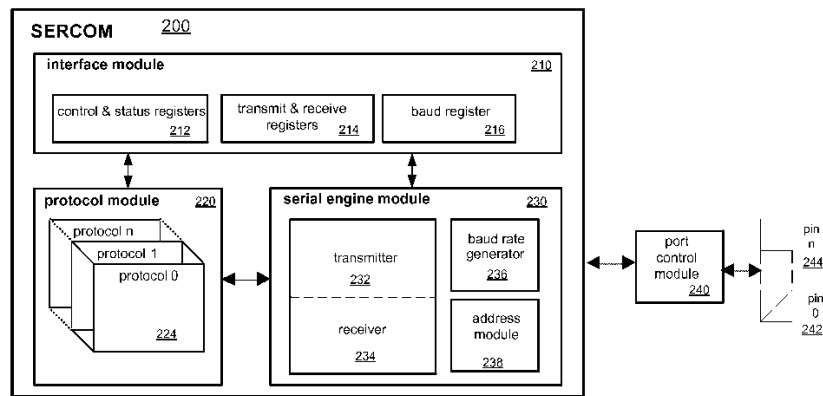 SERCOM 200
interface module 210
control & status registers
212
transmit & receive
registers 214
baud register
216
protocol module 220
protocol n
protocol 1
protocol 0
224
serial engine module 230
transmitter
232
receiver
234
baud rate
generator
236
address
module
238
port
control
module
240
pin
n
244
pin
0
242